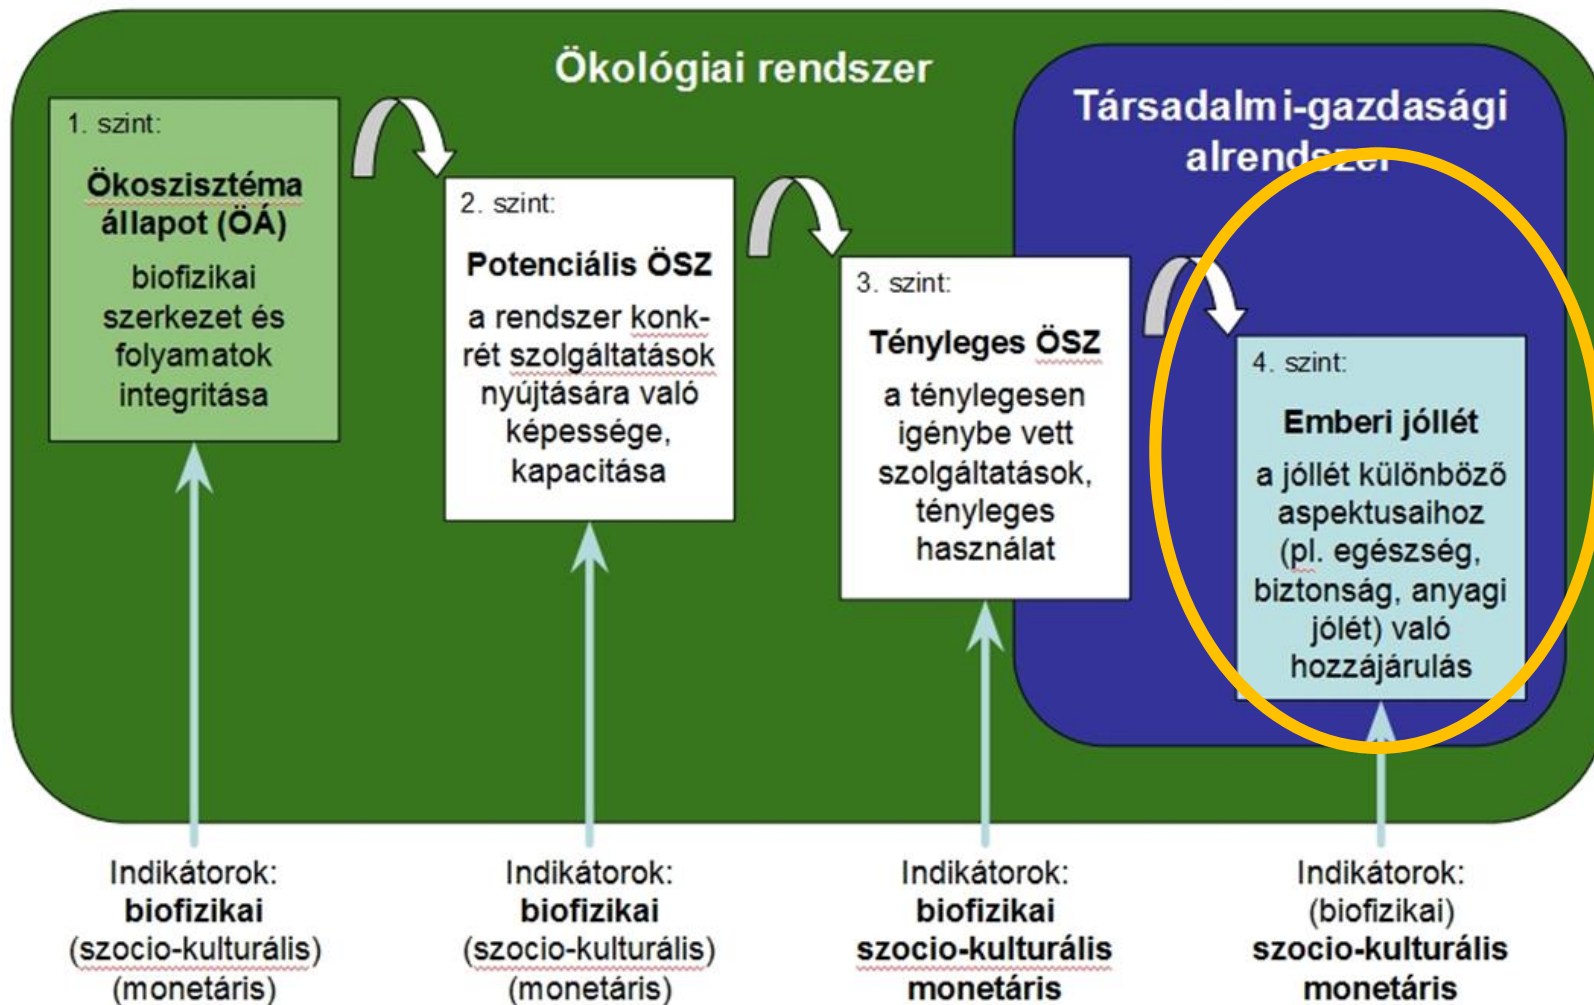 Ökológiai rendszer
Társadalmi-gazdasági
alrendszer
1. szint:
Ökoszisztéma
állapot (ÖÁ)
biofizikai
szerkezet és
folyamatok
integritása
2. szint:
Potenciális ÖSZ
a rendszer konk-
rét szolgáltatások
nyújtására való
képessége,
kapacitása
3. szint:
Tényleges ÖSZ
a ténylegesen
igénybe vett
szolgáltatások,
tényleges
használat
4. szint:
Emberi jóllét
a jóllét különböző
aspektusaihoz
(pl. egészség,
biztonság, anyagi
jólét) való
hozzájárulás
Indikátorok:
biofizikai
(szocio-kulturális)
(monetáris)
Indikátorok:
biofizikai
(szocio-kulturális)
(monetáris)
Indikátorok:
biofizikai
szocio-kulturális
monetáris
Indikátorok:
(biofizikai)
szocio-kulturális
monetáris